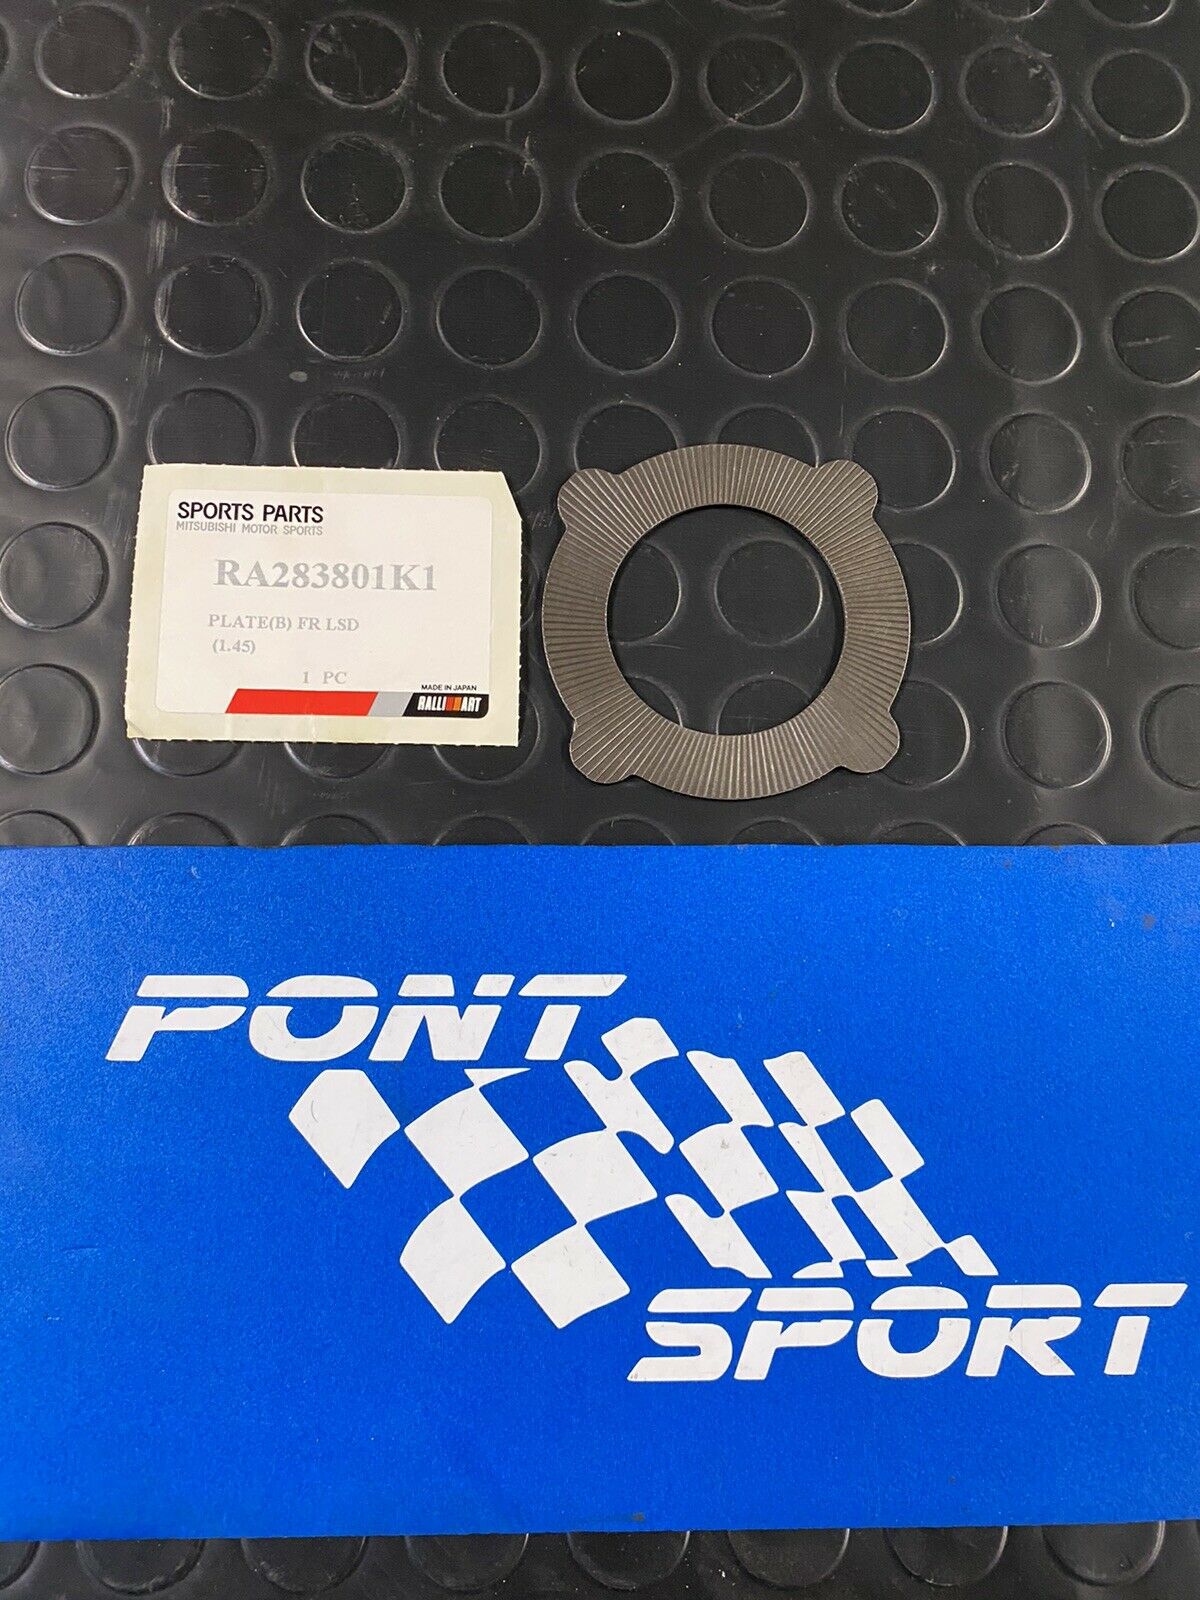 SPORTS PARTS
MITSUBISHI MOTOR SPORTS
RA283801K1
PLATE(B) FR LSD
(1.45)
1 PC
MADE IN JAPAN
RALLIART
PONT
SPORT